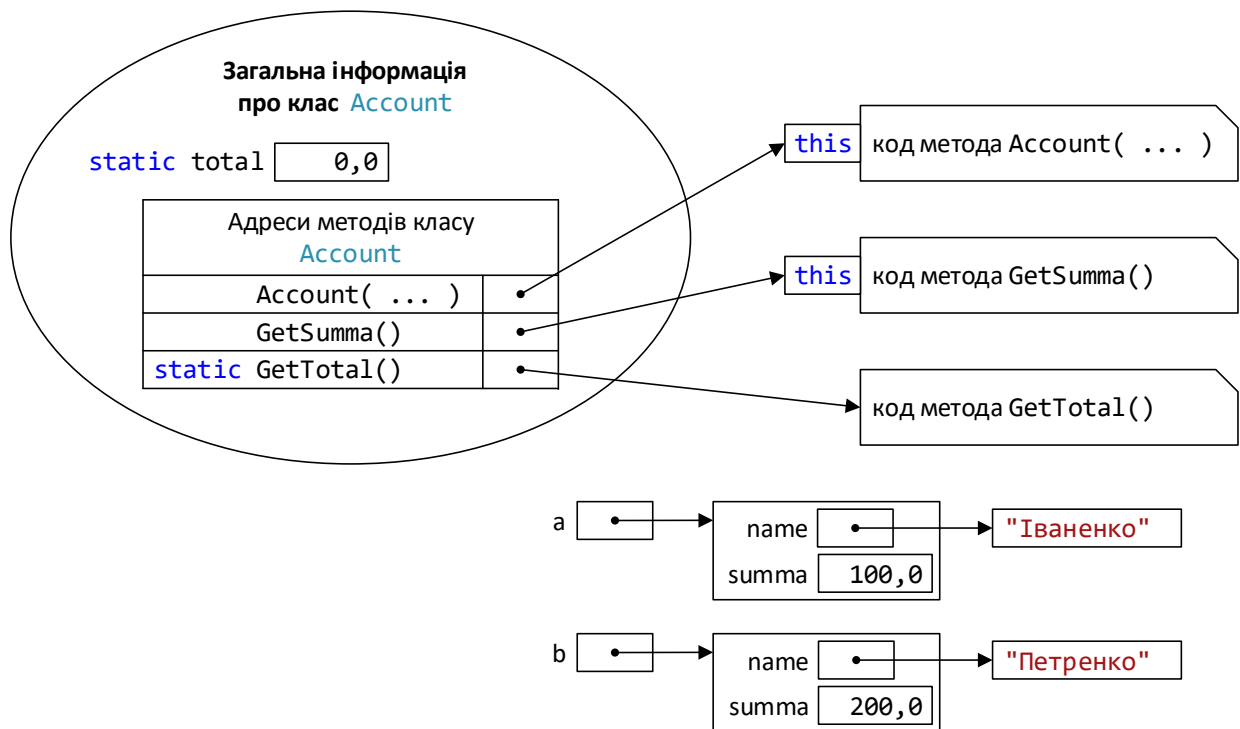 Загальна інформація
про клас Account
static total 0,0
Адреси методів класу
Account
Account( ... )
GetSumma()
static GetTotal()
this код метода Account( ... )
this код метода GetSumma()
код метода GetTotal()
a name "Іваненко"
summa 100,0
b name "Петренко"
summa 200,0